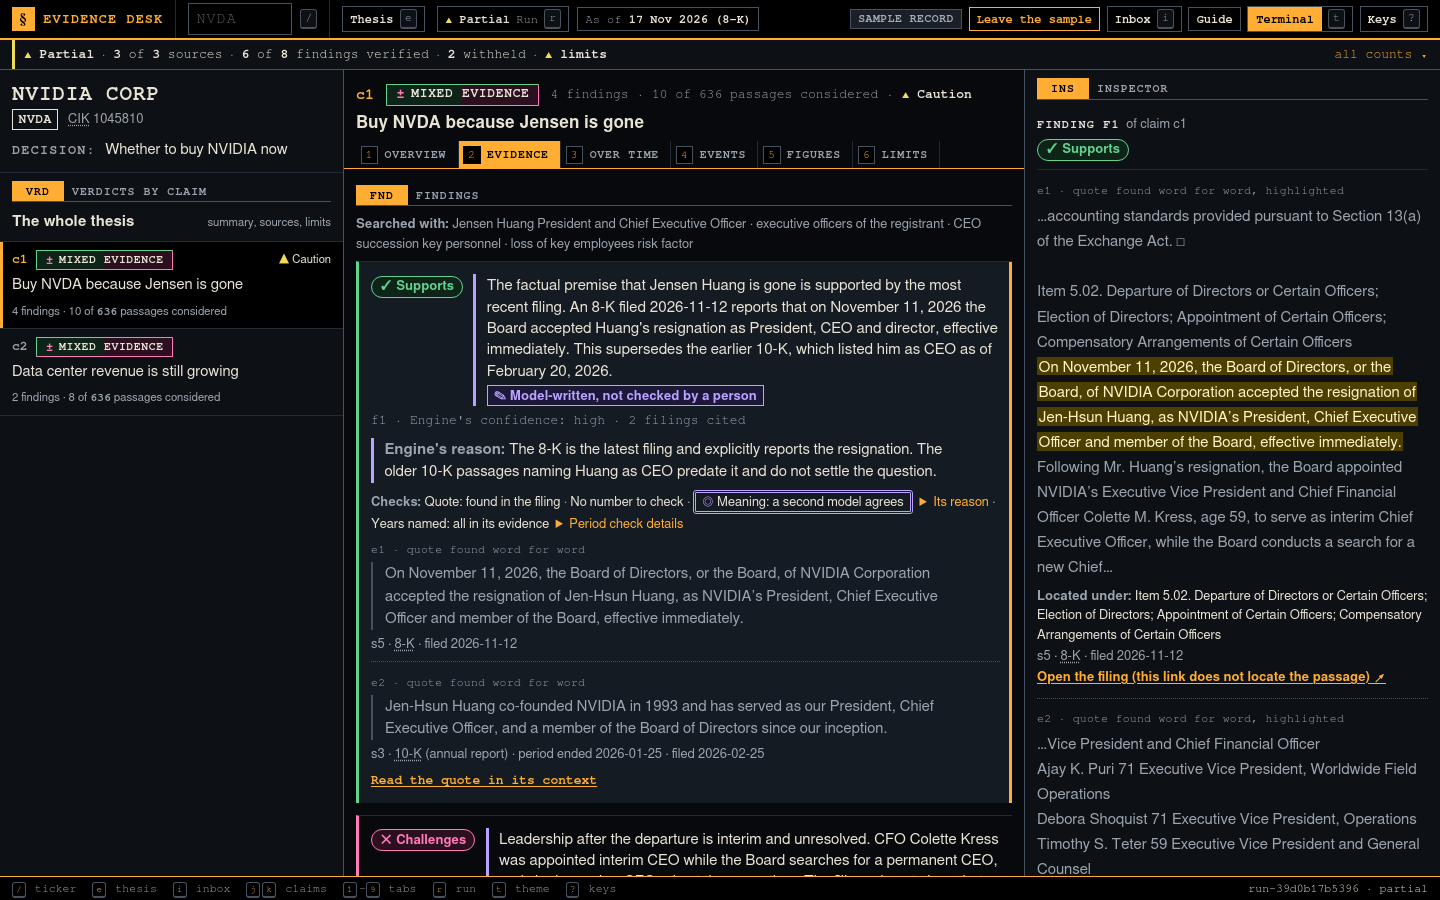 § EVIDENCE DESK NVDA / Thesis e ▲ Partial Run r As of 17 Nov 2026 (8-K) SAMPLE RECORD Leave the sample Inbox i Guide Terminal t Keys ?
▲ Partial · 3 of 3 sources · 6 of 8 findings verified · 2 withheld · ▲ limits all counts ▾
NVIDIA CORP
NVDA CIK 1045810
DECISION: Whether to buy NVIDIA now
VRD VERDICTS BY CLAIM
The whole thesis summary, sources, limits
c1 ± MIXED EVIDENCE ▲ Caution
Buy NVDA because Jensen is gone
4 findings · 10 of 636 passages considered
c2 ± MIXED EVIDENCE
Data center revenue is still growing
2 findings · 8 of 636 passages considered
c1 ± MIXED EVIDENCE 4 findings · 10 of 636 passages considered · ▲ Caution
Buy NVDA because Jensen is gone
1 OVERVIEW 2 EVIDENCE 3 OVER TIME 4 EVENTS 5 FIGURES 6 LIMITS
FND FINDINGS
Searched with: Jensen Huang President and Chief Executive Officer · executive officers of the registrant · CEO
succession key personnel · loss of key employees risk factor
✓ Supports
The factual premise that Jensen Huang is gone is supported by the most
recent filing. An 8-K filed 2026-11-12 reports that on November 11, 2026 the
Board accepted Huang's resignation as President, CEO and director, effective
immediately. This supersedes the earlier 10-K, which listed him as CEO as of
February 20, 2026.
✎ Model-written, not checked by a person
f1 · Engine's confidence: high · 2 filings cited
Engine's reason: The 8-K is the latest filing and explicitly reports the resignation. The
older 10-K passages naming Huang as CEO predate it and do not settle the question.
Checks: Quote: found in the filing · No number to check · ◎ Meaning: a second model agrees ▶ Its reason ·
Years named: all in its evidence ▶ Period check details
e1 · quote found word for word
On November 11, 2026, the Board of Directors, or the Board, of NVIDIA Corporation
accepted the resignation of Jen-Hsun Huang, as NVIDIA's President, Chief Executive
Officer and member of the Board, effective immediately.
s5 · 8-K · filed 2026-11-12
e2 · quote found word for word
Jen-Hsun Huang co-founded NVIDIA in 1993 and has served as our President, Chief
Executive Officer, and a member of the Board of Directors since our inception.
s3 · 10-K (annual report) · period ended 2026-01-25 · filed 2026-02-25
Read the quote in its context
✕ Challenges
Leadership after the departure is interim and unresolved. CFO Colette Kress
was appointed interim CEO while the Board searches for a permanent CEO,
INS INSPECTOR
FINDING F1 of claim c1
✓ Supports
e1 · quote found word for word, highlighted
…accounting standards provided pursuant to Section 13(a)
of the Exchange Act. □
Item 5.02. Departure of Directors or Certain Officers;
Election of Directors; Appointment of Certain Officers;
Compensatory Arrangements of Certain Officers
On November 11, 2026, the Board of Directors, or the
Board, of NVIDIA Corporation accepted the resignation of
Jen-Hsun Huang, as NVIDIA's President, Chief Executive
Officer and member of the Board, effective immediately.
Following Mr. Huang's resignation, the Board appointed
NVIDIA's Executive Vice President and Chief Financial
Officer Colette M. Kress, age 59, to serve as interim Chief
Executive Officer, while the Board conducts a search for a
new Chief…
Located under: Item 5.02. Departure of Directors or Certain Officers;
Election of Directors; Appointment of Certain Officers; Compensatory
Arrangements of Certain Officers
s5 · 8-K · filed 2026-11-12
Open the filing (this link does not locate the passage) ↗
e2 · quote found word for word, highlighted
…Vice President and Chief Financial Officer
Ajay K. Puri 71 Executive Vice President, Worldwide Field
Operations
Debora Shoquist 71 Executive Vice President, Operations
Timothy S. Teter 59 Executive Vice President and General
Counsel
/ ticker e thesis i inbox j k claims 1-9 tabs r run t theme ? keys run-39d0b17b5396 · partial